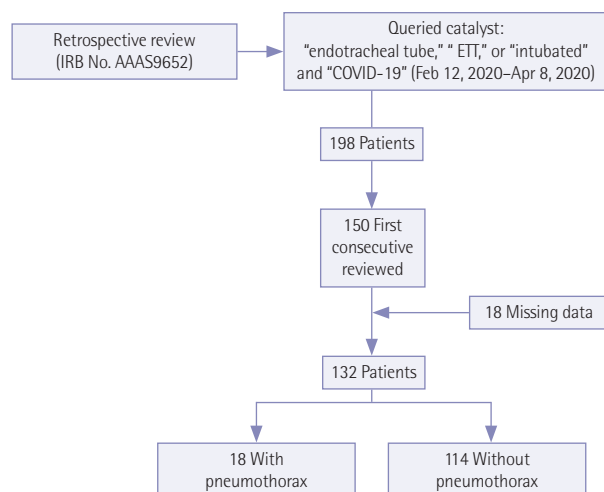 Retrospective review
(IRB No. AAAS9652)
Queried catalyst:
“endotracheal tube,” “ ETT,” or “intubated”
and “COVID-19” (Feb 12, 2020–Apr 8, 2020)
198 Patients
150 First
consecutive
reviewed
18 Missing data
132 Patients
18 With
pneumothorax
114 Without
pneumothorax